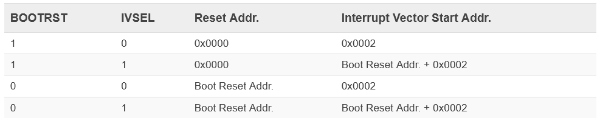 BOOTRST IVSEL Reset Addr. Interrupt Vector Start Addr.
1 0 0x0000 0x0002
1 1 0x0000 Boot Reset Addr. + 0x0002
0 0 Boot Reset Addr. 0x0002
0 1 Boot Reset Addr. Boot Reset Addr. + 0x0002